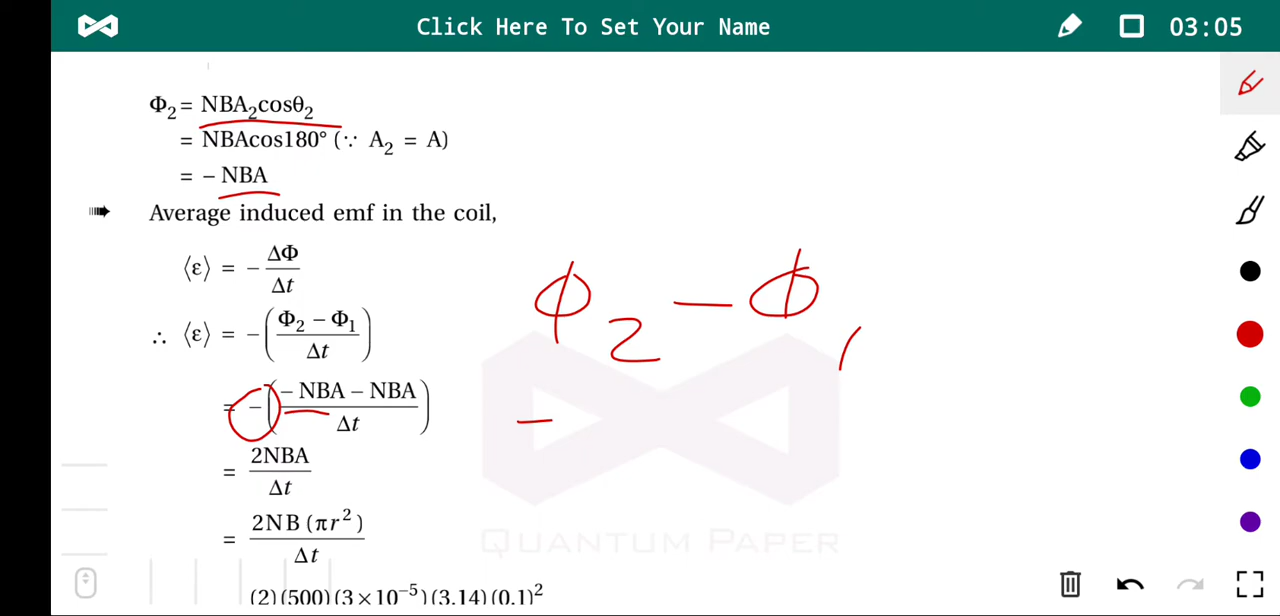 Click Here To Set Your Name 03:05
Φ₂ = NBA₂cosθ₂
= NBAcos180° (∵ A₂ = A)
= − NBA
➠ Average induced emf in the coil,
⟨ε⟩ = − ΔΦ/Δt
∴ ⟨ε⟩ = −((Φ₂ − Φ₁)/Δt)
ϕ₂ − ϕ₁
= −((− NBA − NBA)/Δt) −
= 2NBA/Δt
= 2NB(πr²)/Δt
QUANTUM PAPER
(2)(500)(3×10⁻⁵)(3.14)(0.1)²